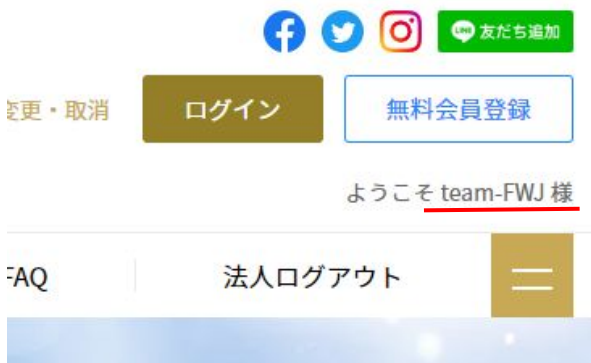 LINE 友だち追加
変更・取消 ログイン 無料会員登録
ようこそ team-FWJ 様
FAQ 法人ログアウト